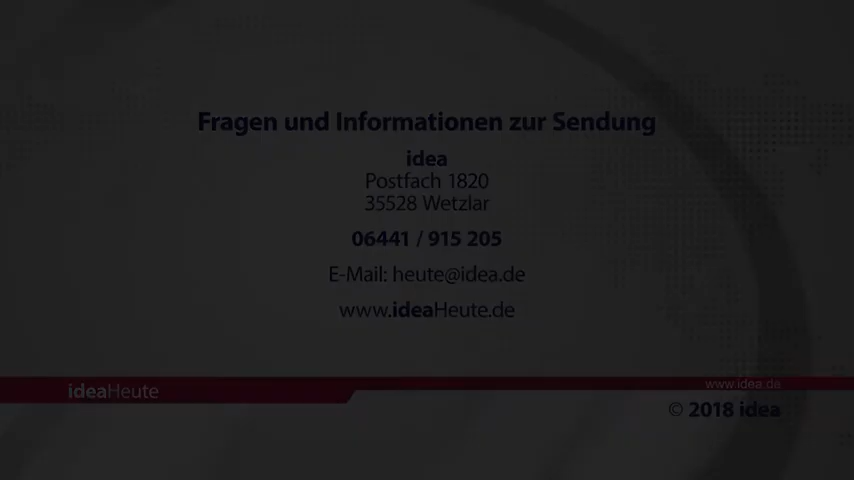 Fragen und Informationen zur Sendung
idea
Postfach 1820
35528 Wetzlar
06441 / 915 205
E-Mail: heute@idea.de
www.ideaHeute.de
ideaHeute
www.idea.de
© 2018 idea